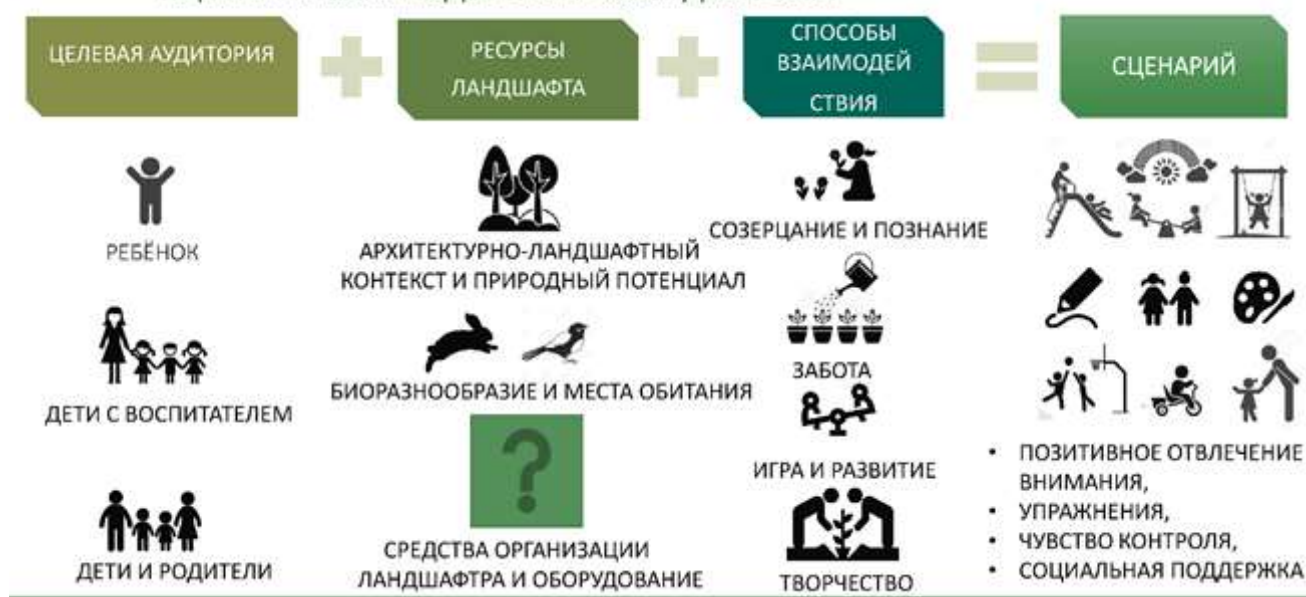 ЦЕЛЕВАЯ АУДИТОРИЯ
РЕСУРСЫ
ЛАНДШАФТА
СПОСОБЫ
ВЗАИМОДЕЙ
СТВИЯ
СЦЕНАРИЙ
РЕБЁНОК
ДЕТИ С ВОСПИТАТЕЛЕМ
ДЕТИ И РОДИТЕЛИ
АРХИТЕКТУРНО-ЛАНДШАФТНЫЙ
КОНТЕКСТ И ПРИРОДНЫЙ ПОТЕНЦИАЛ
БИОРАЗНООБРАЗИЕ И МЕСТА ОБИТАНИЯ
?
СРЕДСТВА ОРГАНИЗАЦИИ
ЛАНДШАФТРА И ОБОРУДОВАНИЕ
СОЗЕРЦАНИЕ И ПОЗНАНИЕ
ЗАБОТА
ИГРА И РАЗВИТИЕ
ТВОРЧЕСТВО
• ПОЗИТИВНОЕ ОТВЛЕЧЕНИЕ
ВНИМАНИЯ,
• УПРАЖНЕНИЯ,
• ЧУВСТВО КОНТРОЛЯ,
• СОЦИАЛЬНАЯ ПОДДЕРЖКА